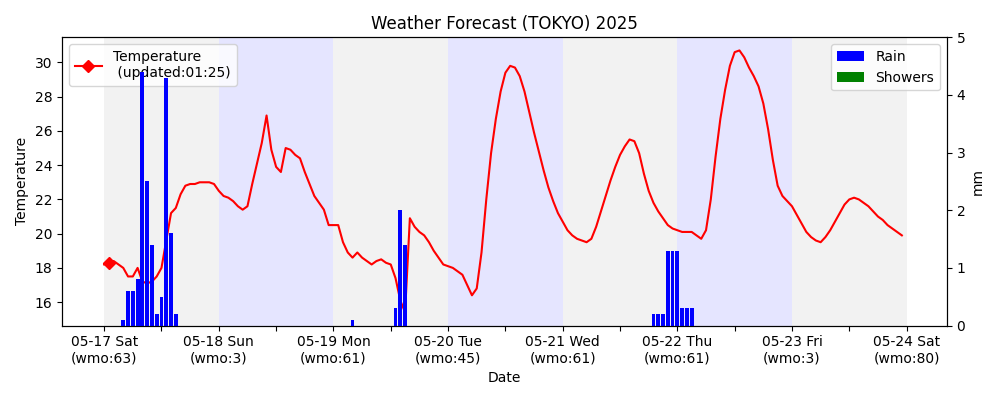 Weather Forecast (TOKYO) 2025
Temperature
(updated:01:25)
Rain
Showers
30
28
26
24
22
20
18
16
Temperature
5
4
3
2
1
0
mm
05-17 Sat
(wmo:63)
05-18 Sun
(wmo:3)
05-19 Mon
(wmo:61)
05-20 Tue
(wmo:45)
05-21 Wed
(wmo:61)
05-22 Thu
(wmo:61)
05-23 Fri
(wmo:3)
05-24 Sat
(wmo:80)
Date